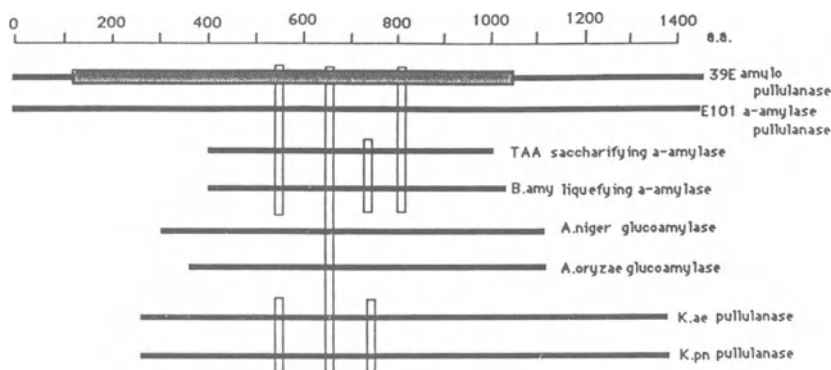 0 200 400 600 800 1000 1200 1400
a.a.
39E amylo
pullulanase
E101 a-amylase
pullulanase
TAA saccharifying a-amylase
B.amy liquefying a-amylase
A.niger glucoamylase
A.oryzae glucoamylase
K.ae pullulanase
K.pn pullulanase